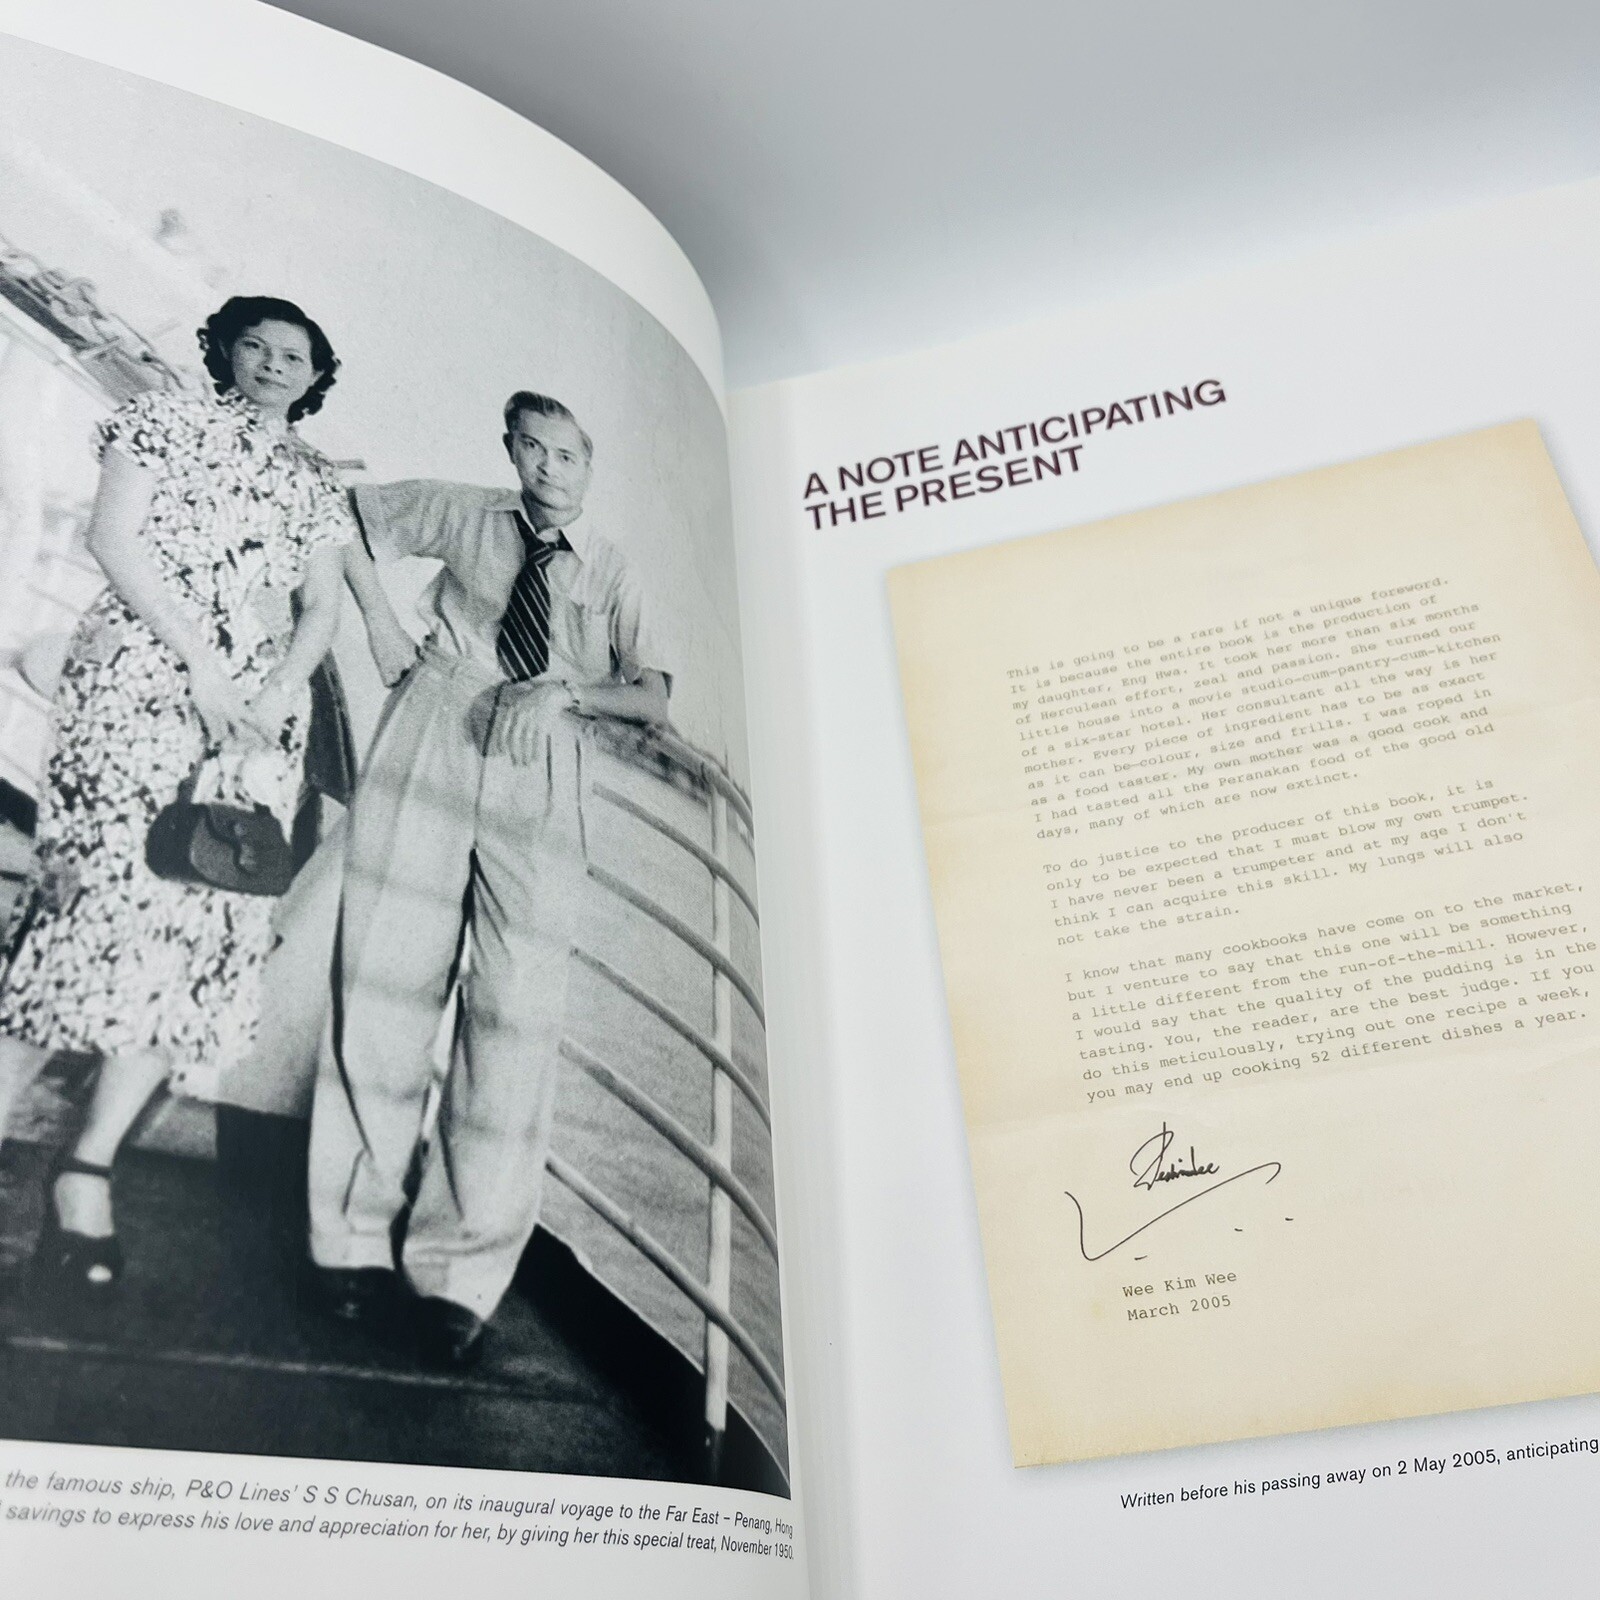 the famous ship, P&O Lines' S S Chusan, on its inaugural voyage to the Far East – Penang, Hong
savings to express his love and appreciation for her, by giving her this special treat, November 1950.
A NOTE ANTICIPATING
THE PRESENT
This is going to be a rare if not a unique foreword.
It is because the entire book is the production of
my daughter, Eng Hwa. It took her more than six months
of Herculean effort, zeal and passion. She turned our
little house into a movie studio-cum-pantry-cum-kitchen
of a six-star hotel. Her consultant all the way is her
mother. Every piece of ingredient has to be as exact
as it can be—colour, size and frills. I was roped in
as a food taster. My own mother was a good cook and
I had tasted all the Peranakan food of the good old
days, many of which are now extinct.
To do justice to the producer of this book, it is
only to be expected that I must blow my own trumpet.
I have never been a trumpeter and at my age I don't
think I can acquire this skill. My lungs will also
not take the strain.
I know that many cookbooks have come on to the market,
but I venture to say that this one will be something
a little different from the run-of-the-mill. However,
I would say that the quality of the pudding is in the
tasting. You, the reader, are the best judge. If you
do this meticulously, trying out one recipe a week,
you may end up cooking 52 different dishes a year.
Wee Kim Wee
March 2005
Written before his passing away on 2 May 2005, anticipating